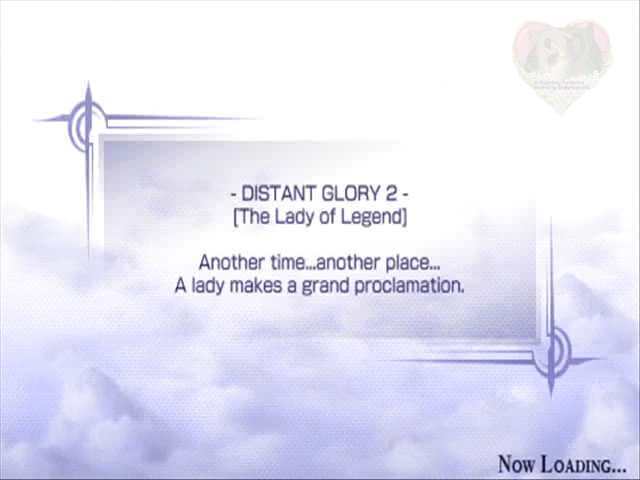 - DISTANT GLORY 2 -
[The Lady of Legend]
Another time...another place...
A lady makes a grand proclamation.
Now Loading...